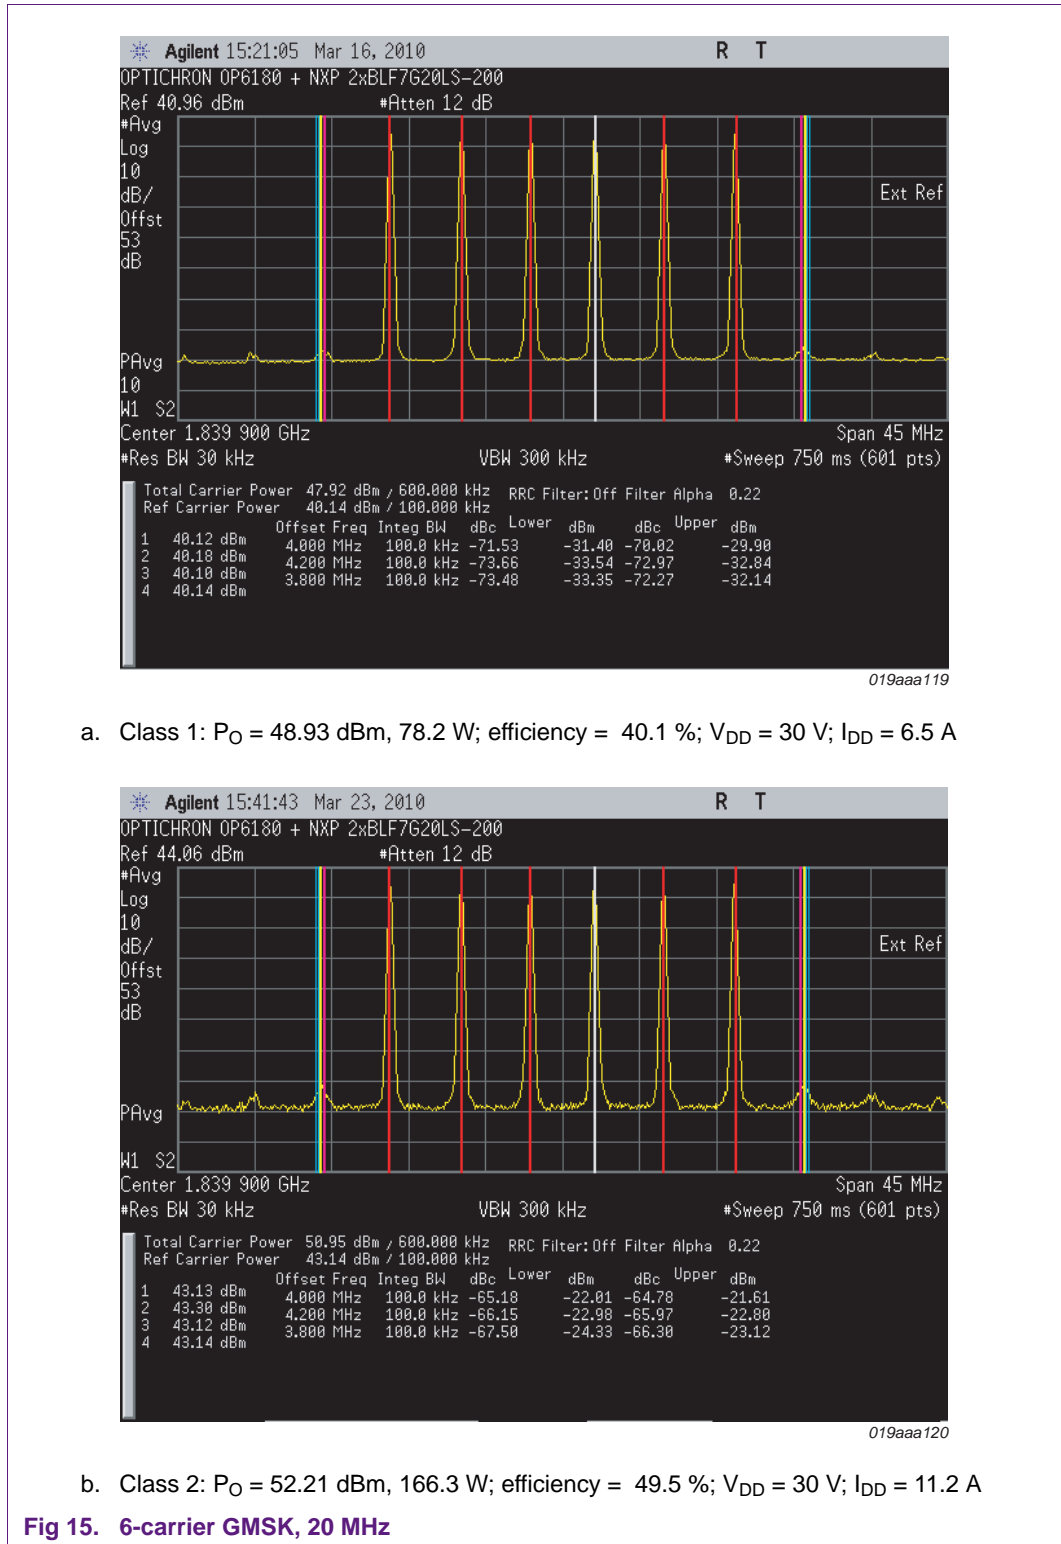 Agilent 15:21:05 Mar 16, 2010 R T
OPTICHRON OP6180 + NXP 2xBLF7G20LS-200
Ref 40.96 dBm #Atten 12 dB
#Avg
Log
10
dB/
Offst
53
dB
Ext Ref
PAvg
10
W1 S2
Center 1.839 900 GHz Span 45 MHz
#Res BW 30 kHz VBW 300 kHz #Sweep 750 ms (601 pts)
Total Carrier Power 47.92 dBm / 600.000 kHz RRC Filter: Off Filter Alpha 0.22
Ref Carrier Power 40.14 dBm / 100.000 kHz
Offset Freq Integ BW dBc Lower dBm dBc Upper dBm
1 40.12 dBm 4.000 MHz 100.0 kHz -71.53 -31.40 -70.02 -29.90
2 40.18 dBm 4.200 MHz 100.0 kHz -73.66 -33.54 -72.97 -32.84
3 40.10 dBm 3.800 MHz 100.0 kHz -73.48 -33.35 -72.27 -32.14
4 40.14 dBm
019aaa119
a. Class 1: PO = 48.93 dBm, 78.2 W; efficiency = 40.1 %; VDD = 30 V; IDD = 6.5 A
Agilent 15:41:43 Mar 23, 2010 R T
OPTICHRON OP6180 + NXP 2xBLF7G20LS-200
Ref 44.06 dBm #Atten 12 dB
#Avg
Log
10
dB/
Offst
53
dB
Ext Ref
PAvg
W1 S2
Center 1.839 900 GHz Span 45 MHz
#Res BW 30 kHz VBW 300 kHz #Sweep 750 ms (601 pts)
Total Carrier Power 50.95 dBm / 600.000 kHz RRC Filter: Off Filter Alpha 0.22
Ref Carrier Power 43.14 dBm / 100.000 kHz
Offset Freq Integ BW dBc Lower dBm dBc Upper dBm
1 43.13 dBm 4.000 MHz 100.0 kHz -65.18 -22.01 -64.78 -21.61
2 43.30 dBm 4.200 MHz 100.0 kHz -66.15 -22.98 -65.97 -22.80
3 43.12 dBm 3.800 MHz 100.0 kHz -67.50 -24.33 -66.30 -23.12
4 43.14 dBm
019aaa120
b. Class 2: PO = 52.21 dBm, 166.3 W; efficiency = 49.5 %; VDD = 30 V; IDD = 11.2 A
Fig 15. 6-carrier GMSK, 20 MHz